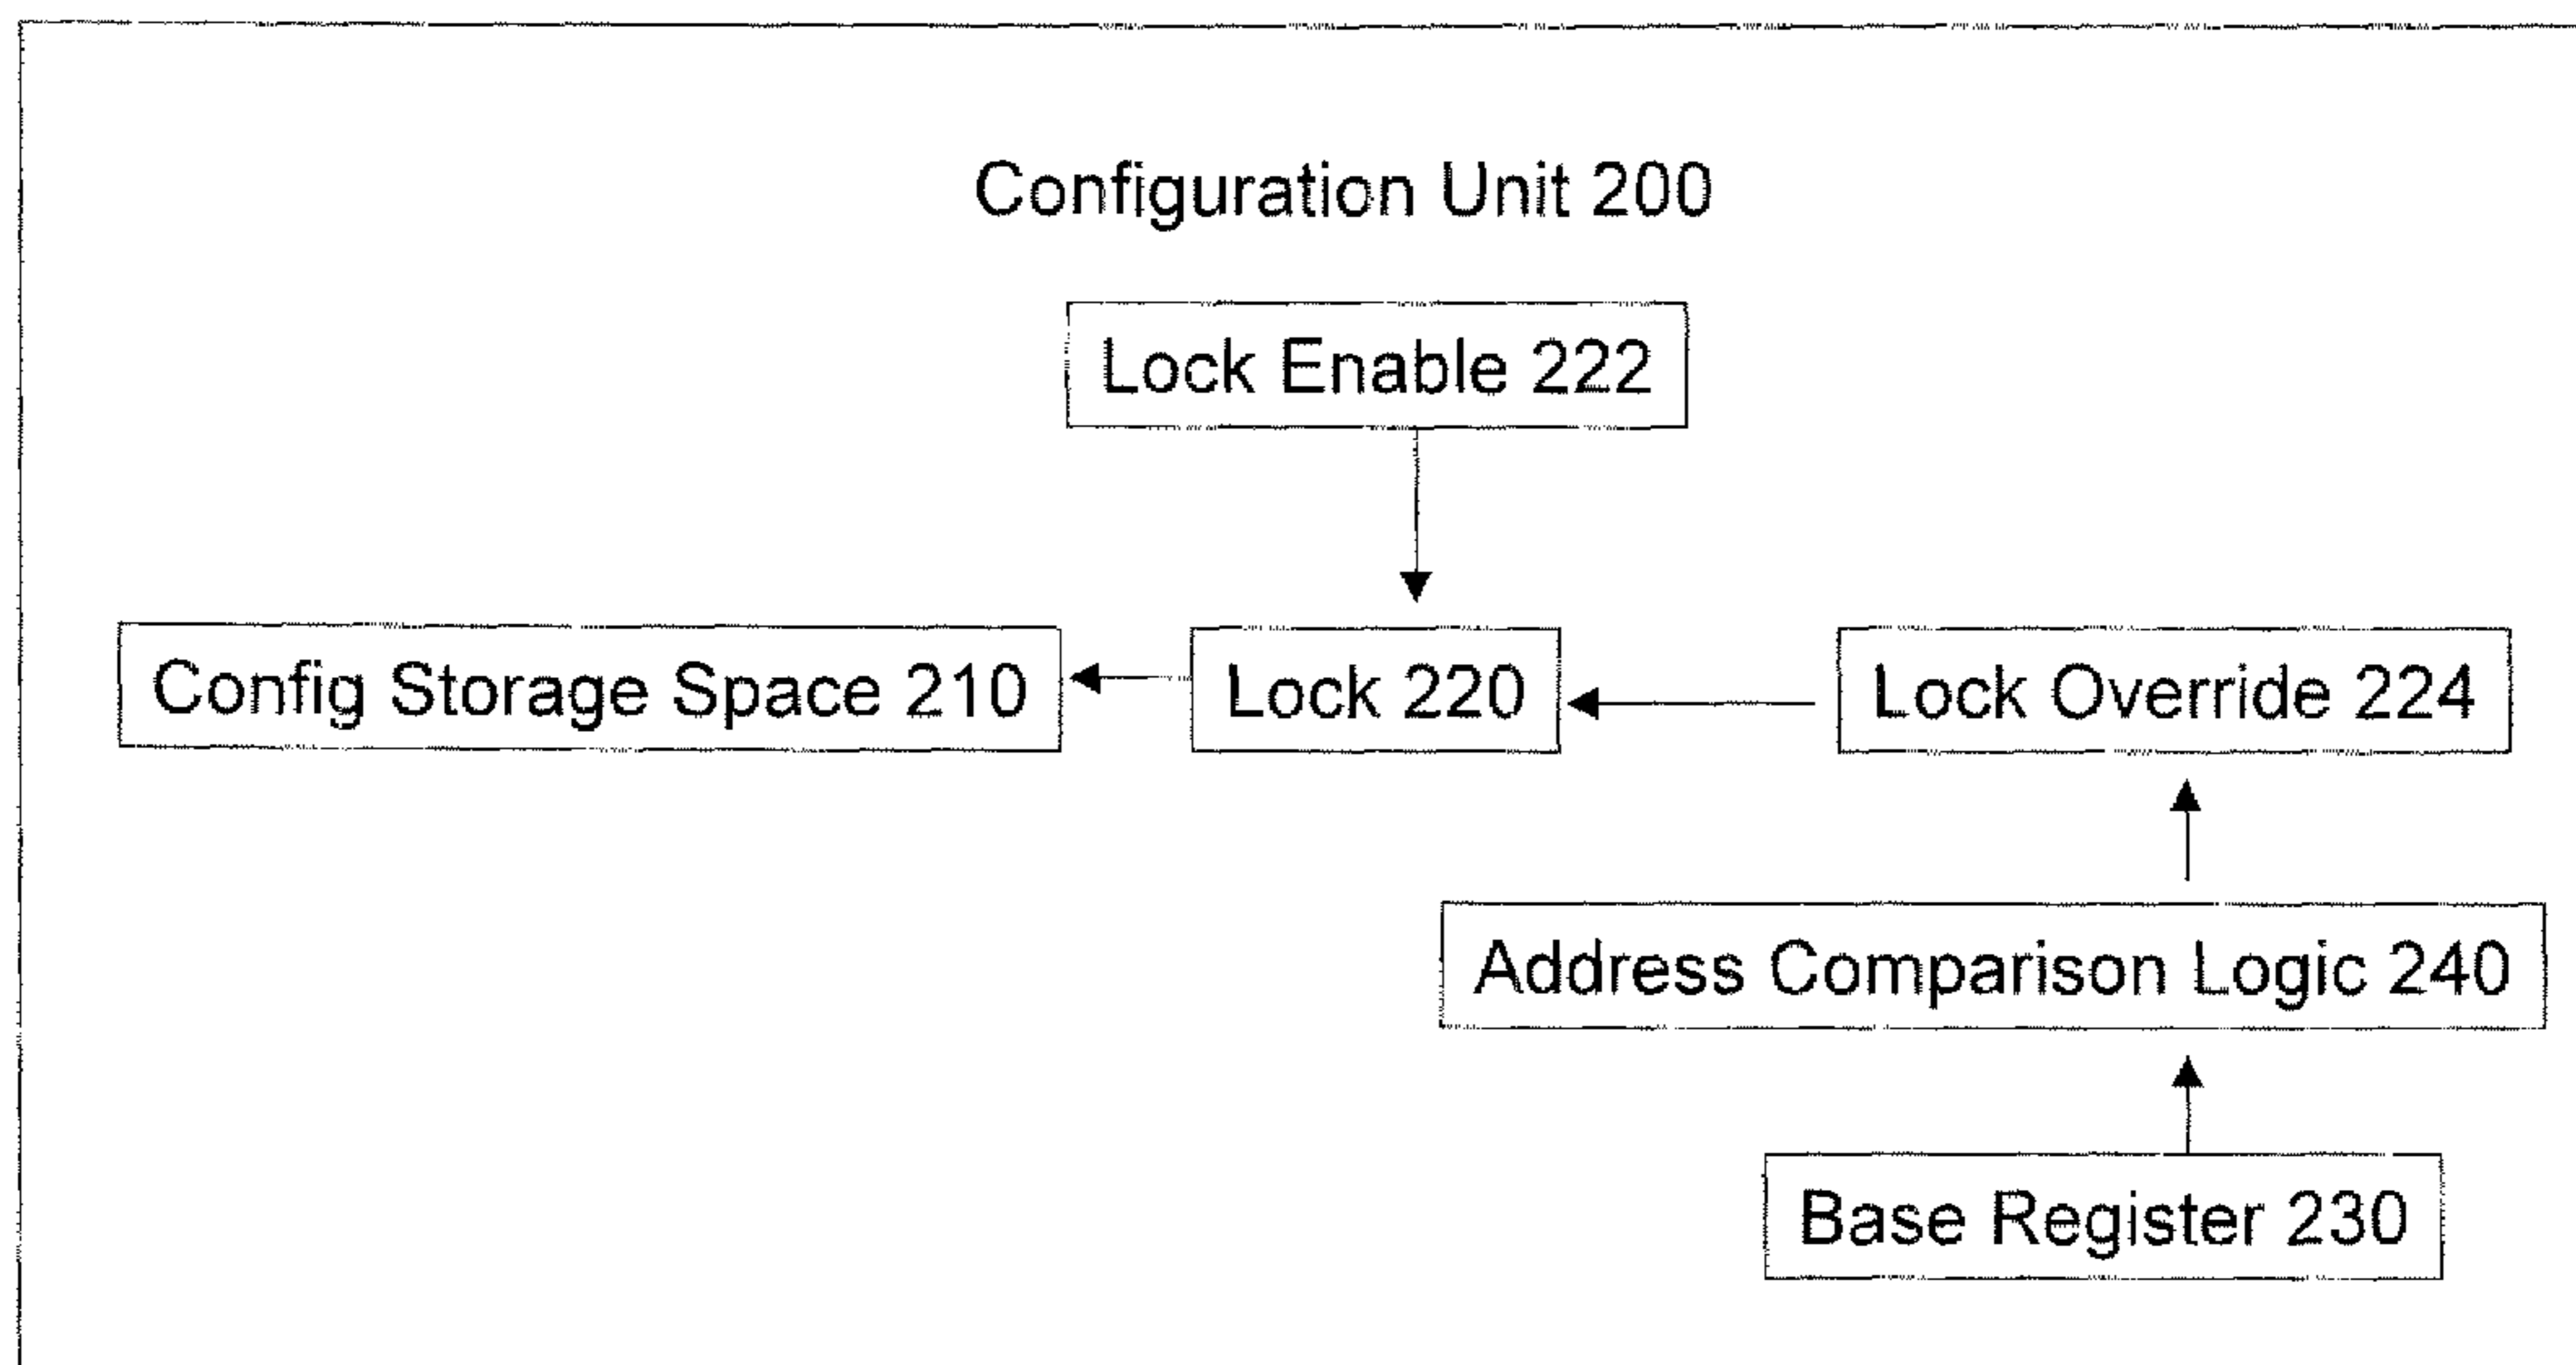 Configuration Unit 200
Lock Enable 222
Config Storage Space 210
Lock 220
Lock Override 224
Address Comparison Logic 240
Base Register 230